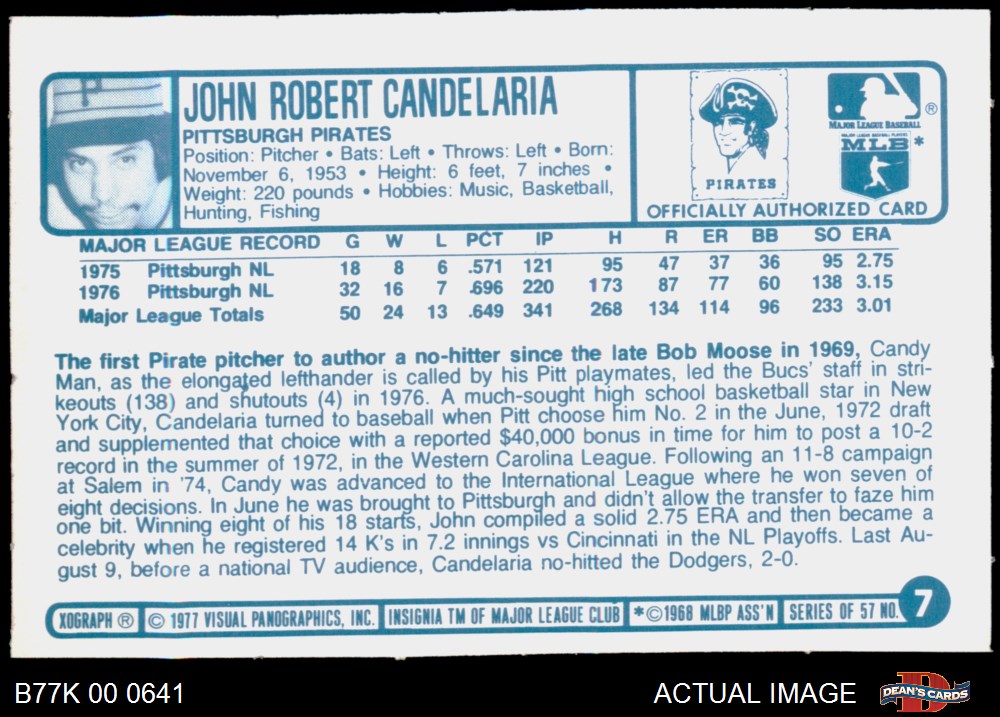 P
JOHN ROBERT CANDELARIA
PITTSBURGH PIRATES
Position: Pitcher • Bats: Left • Throws: Left • Born:
November 6, 1953 • Height: 6 feet, 7 inches •
Weight: 220 pounds • Hobbies: Music, Basketball,
Hunting, Fishing
PIRATES
MAJOR LEAGUE BASEBALL ®
MAJOR LEAGUE BASEBALL PLAYERS
MLB *
OFFICIALLY AUTHORIZED CARD
MAJOR LEAGUE RECORD G W L PCT IP H R ER BB SO ERA
1975 Pittsburgh NL 18 8 6 .571 121 95 47 37 36 95 2.75
1976 Pittsburgh NL 32 16 7 .696 220 173 87 77 60 138 3.15
Major League Totals 50 24 13 .649 341 268 134 114 96 233 3.01
The first Pirate pitcher to author a no-hitter since the late Bob Moose in 1969, Candy
Man, as the elongated lefthander is called by his Pitt playmates, led the Bucs' staff in stri-
keouts (138) and shutouts (4) in 1976. A much-sought high school basketball star in New
York City, Candelaria turned to baseball when Pitt choose him No. 2 in the June, 1972 draft
and supplemented that choice with a reported $40,000 bonus in time for him to post a 10-2
record in the summer of 1972, in the Western Carolina League. Following an 11-8 campaign
at Salem in '74, Candy was advanced to the International League where he won seven of
eight decisions. In June he was brought to Pittsburgh and didn't allow the transfer to faze him
one bit. Winning eight of his 18 starts, John compiled a solid 2.75 ERA and then became a
celebrity when he registered 14 K's in 7.2 innings vs Cincinnati in the NL Playoffs. Last Au-
gust 9, before a national TV audience, Candelaria no-hitted the Dodgers, 2-0.
XOGRAPH ® © 1977 VISUAL PANOGRAPHICS, INC. INSIGNIA TM OF MAJOR LEAGUE CLUB *©1968 MLBP ASS'N SERIES OF 57 NO. 7
B77K 00 0641 ACTUAL IMAGE DEAN'S CARDS